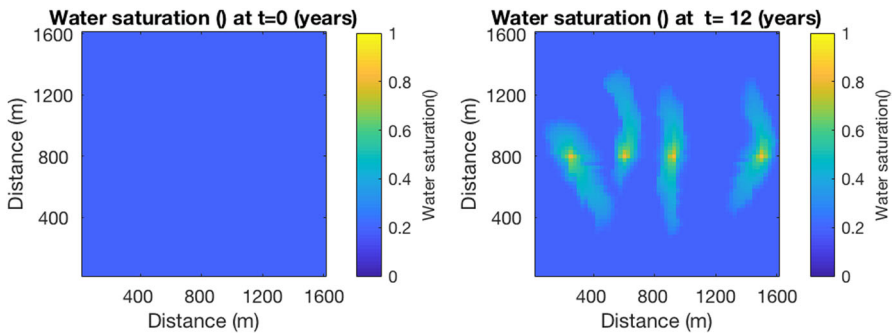 Water saturation () at t=0 (years)
1600
1200
800
400
Distance (m)
400 800 1200 1600
Distance (m)
1
0.8
0.6
0.4
0.2
0
Water saturation()
Water saturation () at t= 12 (years)
1600
1200
800
400
Distance (m)
400 800 1200 1600
Distance (m)
1
0.8
0.6
0.4
0.2
0
Water saturation()